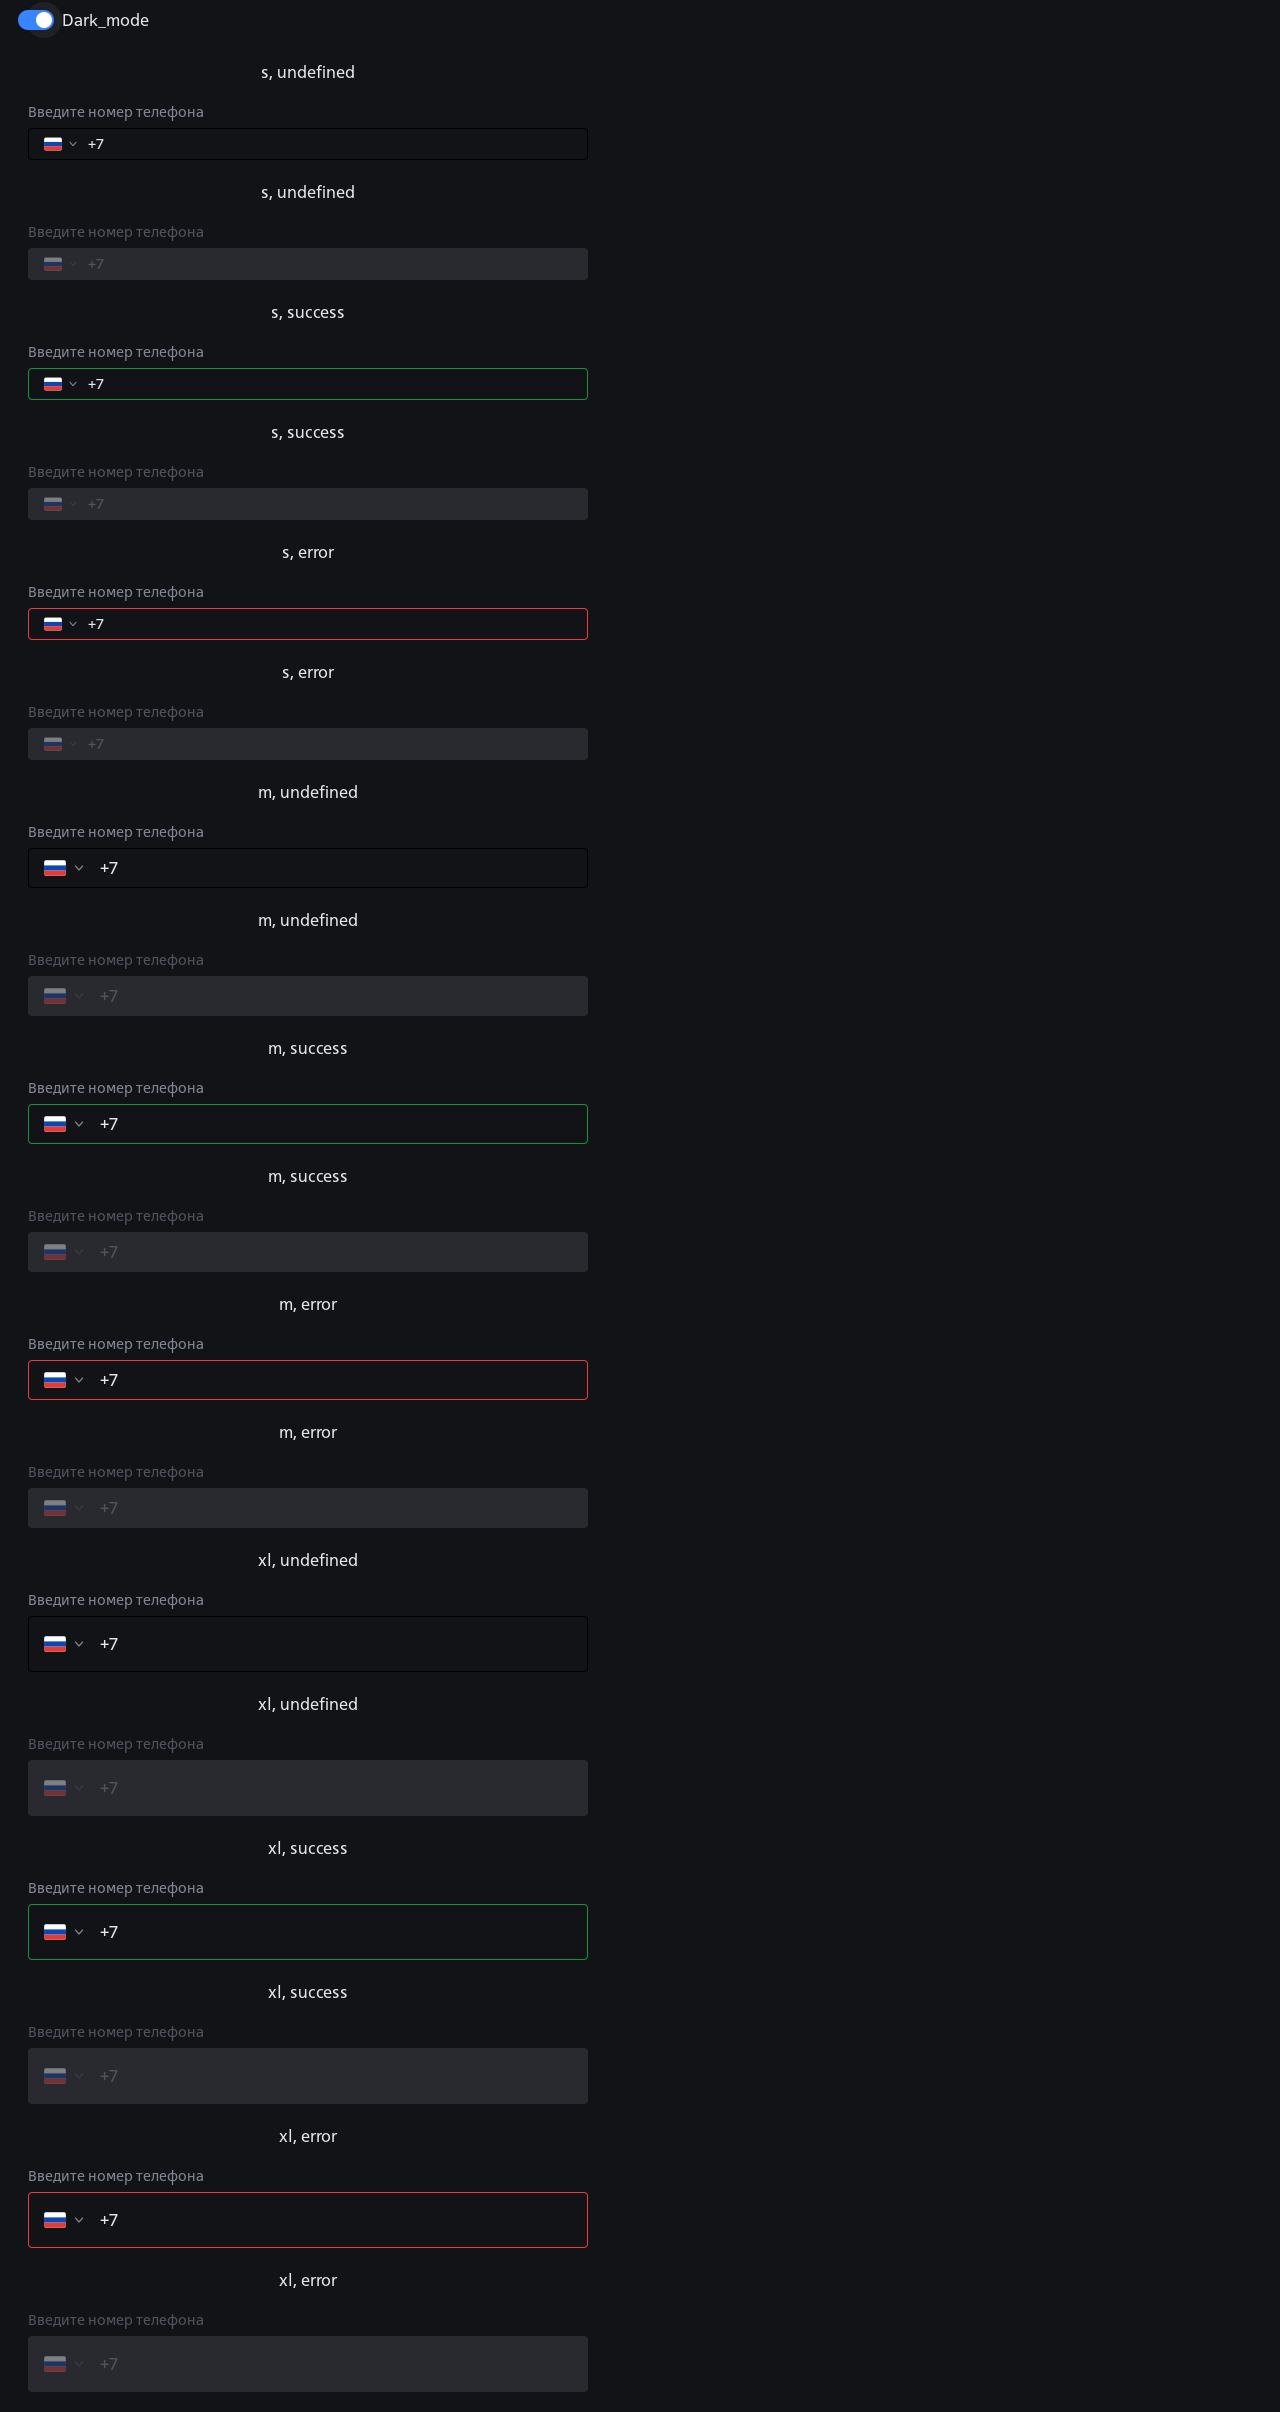 Dark_mode
s, undefined
Введите номер телефона
+7
s, undefined
Введите номер телефона
+7
s, success
Введите номер телефона
+7
s, success
Введите номер телефона
+7
s, error
Введите номер телефона
+7
s, error
Введите номер телефона
+7
m, undefined
Введите номер телефона
+7
m, undefined
Введите номер телефона
+7
m, success
Введите номер телефона
+7
m, success
Введите номер телефона
+7
m, error
Введите номер телефона
+7
m, error
Введите номер телефона
+7
xl, undefined
Введите номер телефона
+7
xl, undefined
Введите номер телефона
+7
xl, success
Введите номер телефона
+7
xl, success
Введите номер телефона
+7
xl, error
Введите номер телефона
+7
xl, error
Введите номер телефона
+7